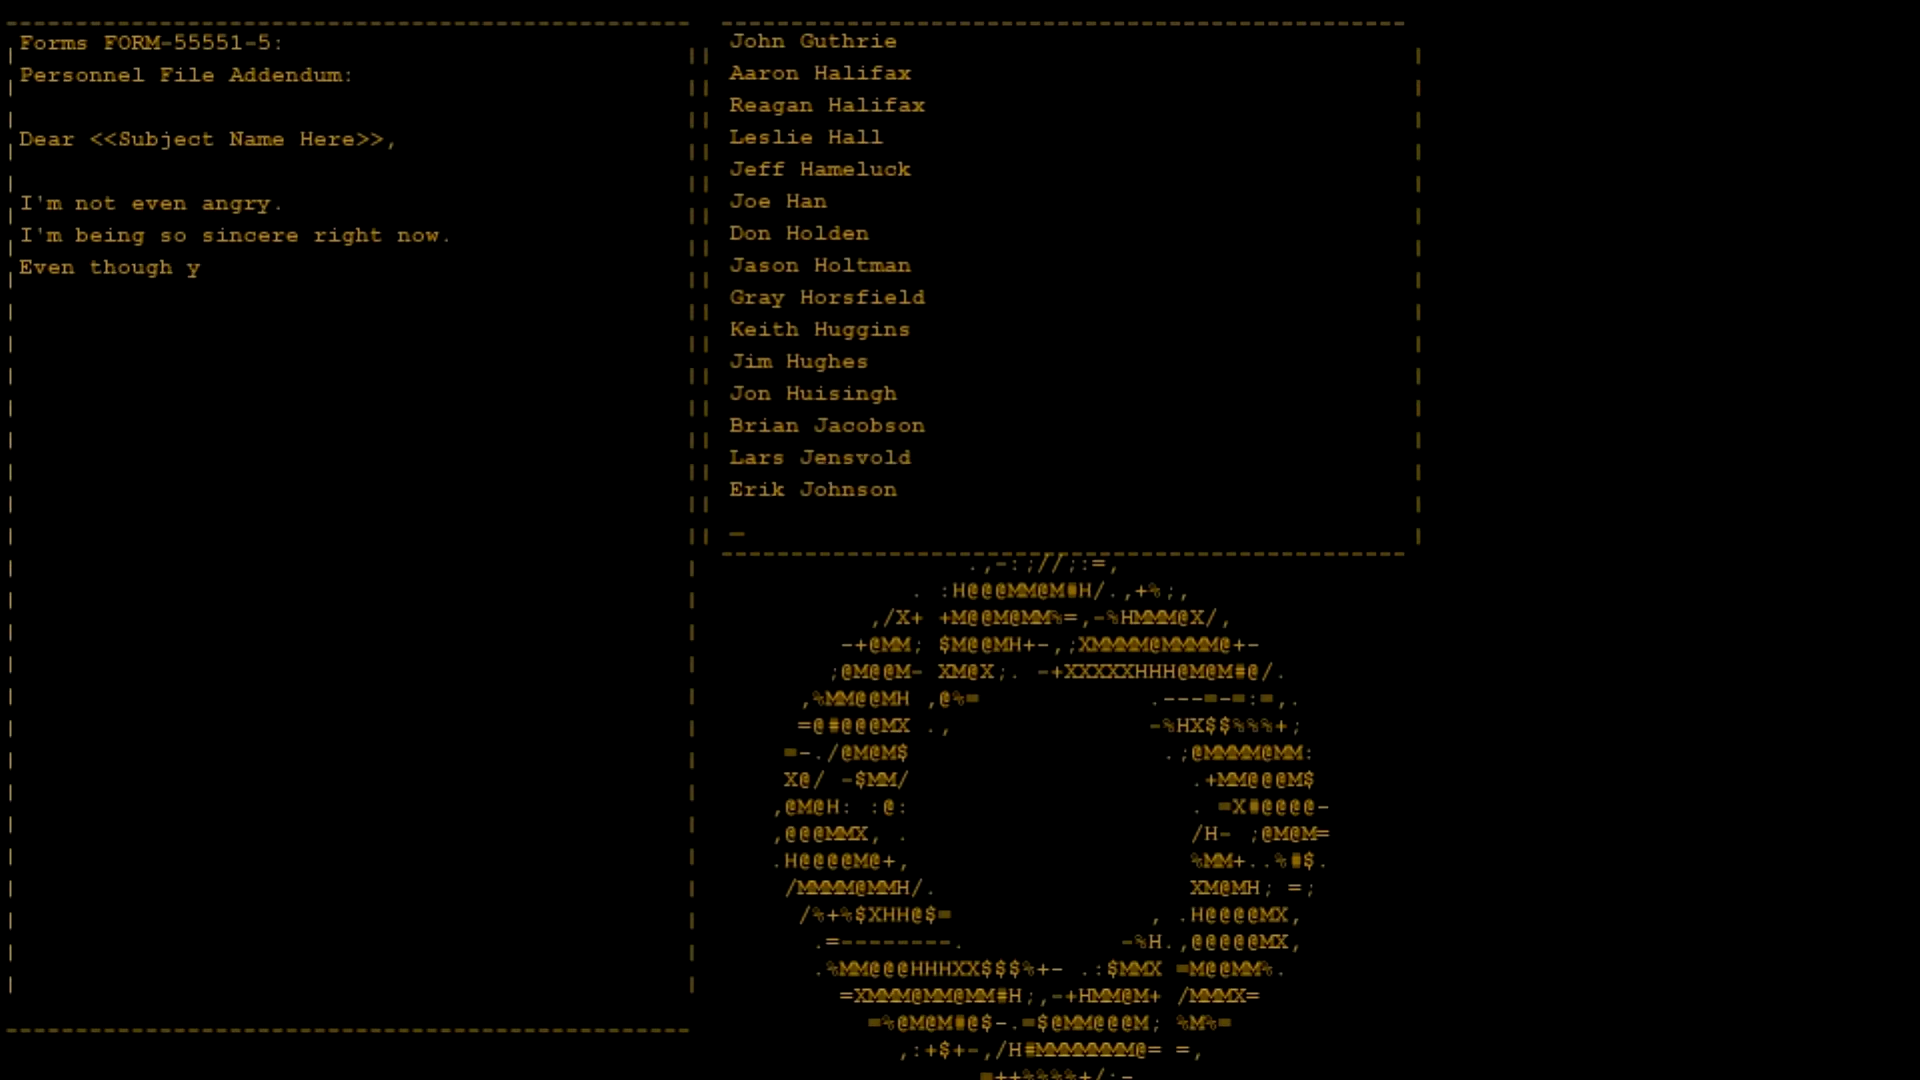 Forms FORM-55551-5:
Personnel File Addendum:
Dear <<Subject Name Here>>,
I'm not even angry.
I'm being so sincere right now.
Even though y
John Guthrie
Aaron Halifax
Reagan Halifax
Leslie Hall
Jeff Hameluck
Joe Han
Don Holden
Jason Holtman
Gray Horsfield
Keith Huggins
Jim Hughes
Jon Huisingh
Brian Jacobson
Lars Jensvold
Erik Johnson